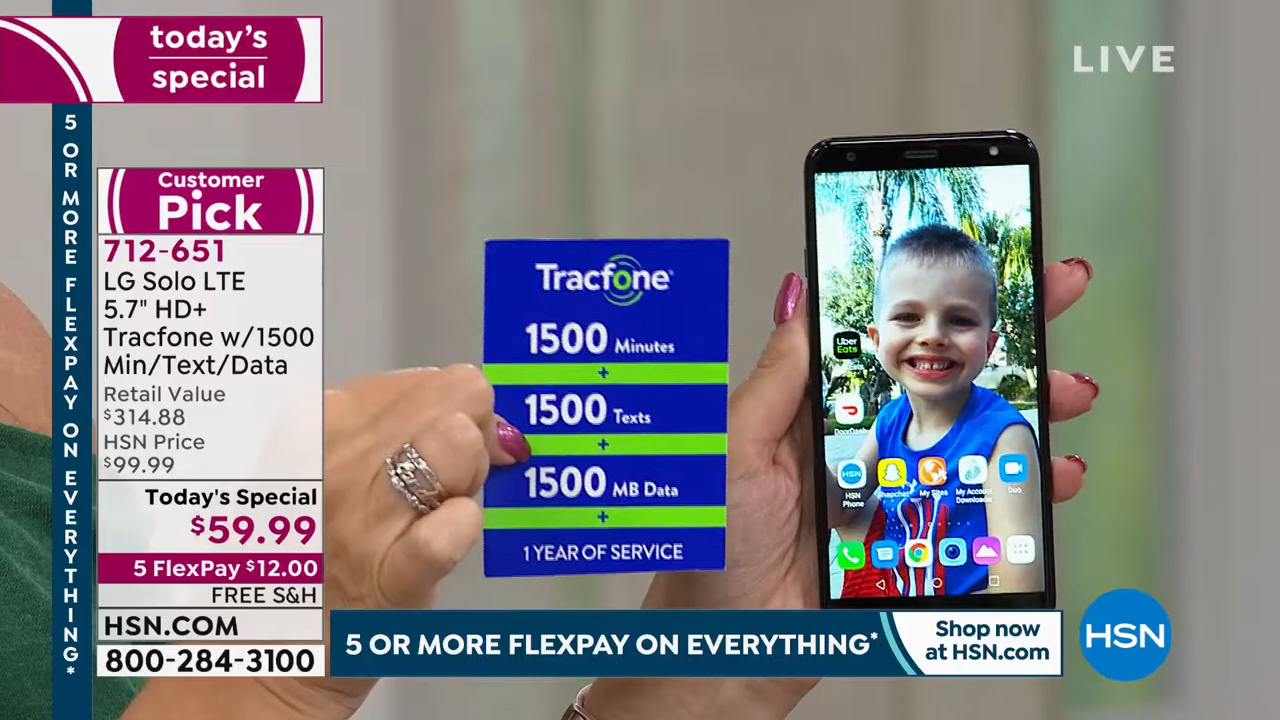 today's
special
LIVE
5 OR MORE FLEXPAY ON EVERYTHING*
Customer
Pick
712-651
LG Solo LTE
5.7" HD+
Tracfone w/1500
Min/Text/Data
Retail Value
$314.88
HSN Price
$99.99
Today's Special
$59.99
5 FlexPay $12.00
FREE S&H
HSN.COM
800-284-3100
Tracfone
1500 Minutes
+
1500 Texts
+
1500 MB Data
+
1 YEAR OF SERVICE
Uber
Eats
DoorDash
HSN
HSN
Phone
Snapchat
My Sites
My Account
Downloader
Duo
5 OR MORE FLEXPAY ON EVERYTHING*
Shop now
at HSN.com
HSN